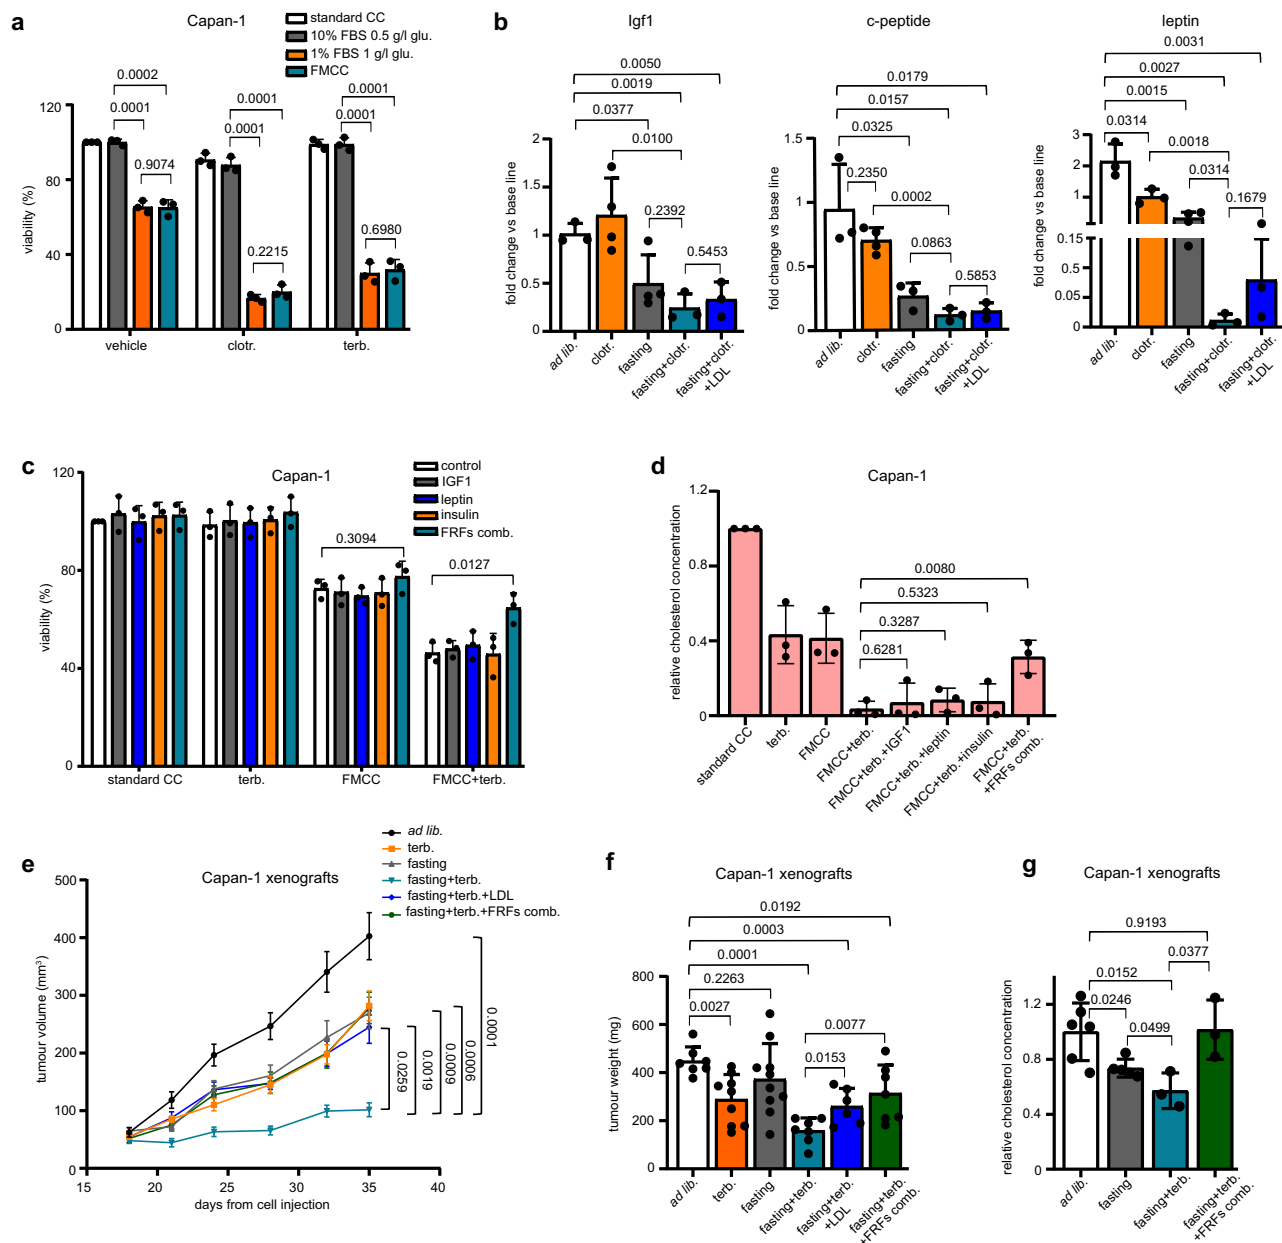 a
Capan-1
standard CC
10% FBS 0.5 g/l glu.
1% FBS 1 g/l glu.
FMCC
0.0002
0.0001
0.9074
0.0001
0.0001
0.2215
0.0001
0.0001
0.6980
viability (%)
120
80
40
0
vehicle
clotr.
terb.
b
Igf1
0.0050
0.0019
0.0377
0.0100
0.2392
0.5453
fold change vs base line
2
1.5
1
0.5
0
ad lib.
clotr.
fasting
fasting+clotr.
fasting+clotr.
+LDL
c-peptide
0.0179
0.0157
0.0325
0.2350
0.0002
0.0863
0.5853
fold change vs base line
1.5
1
0.5
0
ad lib.
clotr.
fasting
fasting+clotr.
fasting+clotr.
+LDL
leptin
0.0031
0.0027
0.0015
0.0314
0.0018
0.0314
0.1679
fold change vs base line
3
2
1
0.15
0.05
0
ad lib.
clotr.
fasting
fasting+clotr.
fasting+clotr.
+LDL
c
Capan-1
control
IGF1
leptin
insulin
FRFs comb.
0.3094
0.0127
viability (%)
120
80
40
0
standard CC
terb.
FMCC
FMCC+terb.
d
Capan-1
0.0080
0.5323
0.3287
0.6281
relative cholesterol concentration
1.2
0.8
0.4
0
standard CC
terb.
FMCC
FMCC+terb.
FMCC+terb.+IGF1
FMCC+terb.+leptin
FMCC+terb.+insulin
FMCC+terb.
+FRFs comb.
e
Capan-1 xenografts
ad lib.
terb.
fasting
fasting+terb.
fasting+terb.+LDL
fasting+terb.+FRFs comb.
tumour volume (mm³)
500
400
300
200
100
0
15
20
25
30
35
40
days from cell injection
0.0259
0.0019
0.0009
0.0006
0.0001
f
Capan-1 xenografts
0.0192
0.0003
0.0001
0.2263
0.0027
0.0077
0.0153
tumour weight (mg)
800
600
400
200
0
ad lib.
terb.
fasting
fasting+terb.
fasting+terb.
+LDL
fasting+terb.
+FRFs comb.
g
Capan-1 xenografts
0.9193
0.0377
0.0152
0.0246
0.0499
relative cholesterol concentration
1.2
0.8
0.4
0
ad lib.
fasting
fasting+terb.
fasting+terb.
+FRFs comb.